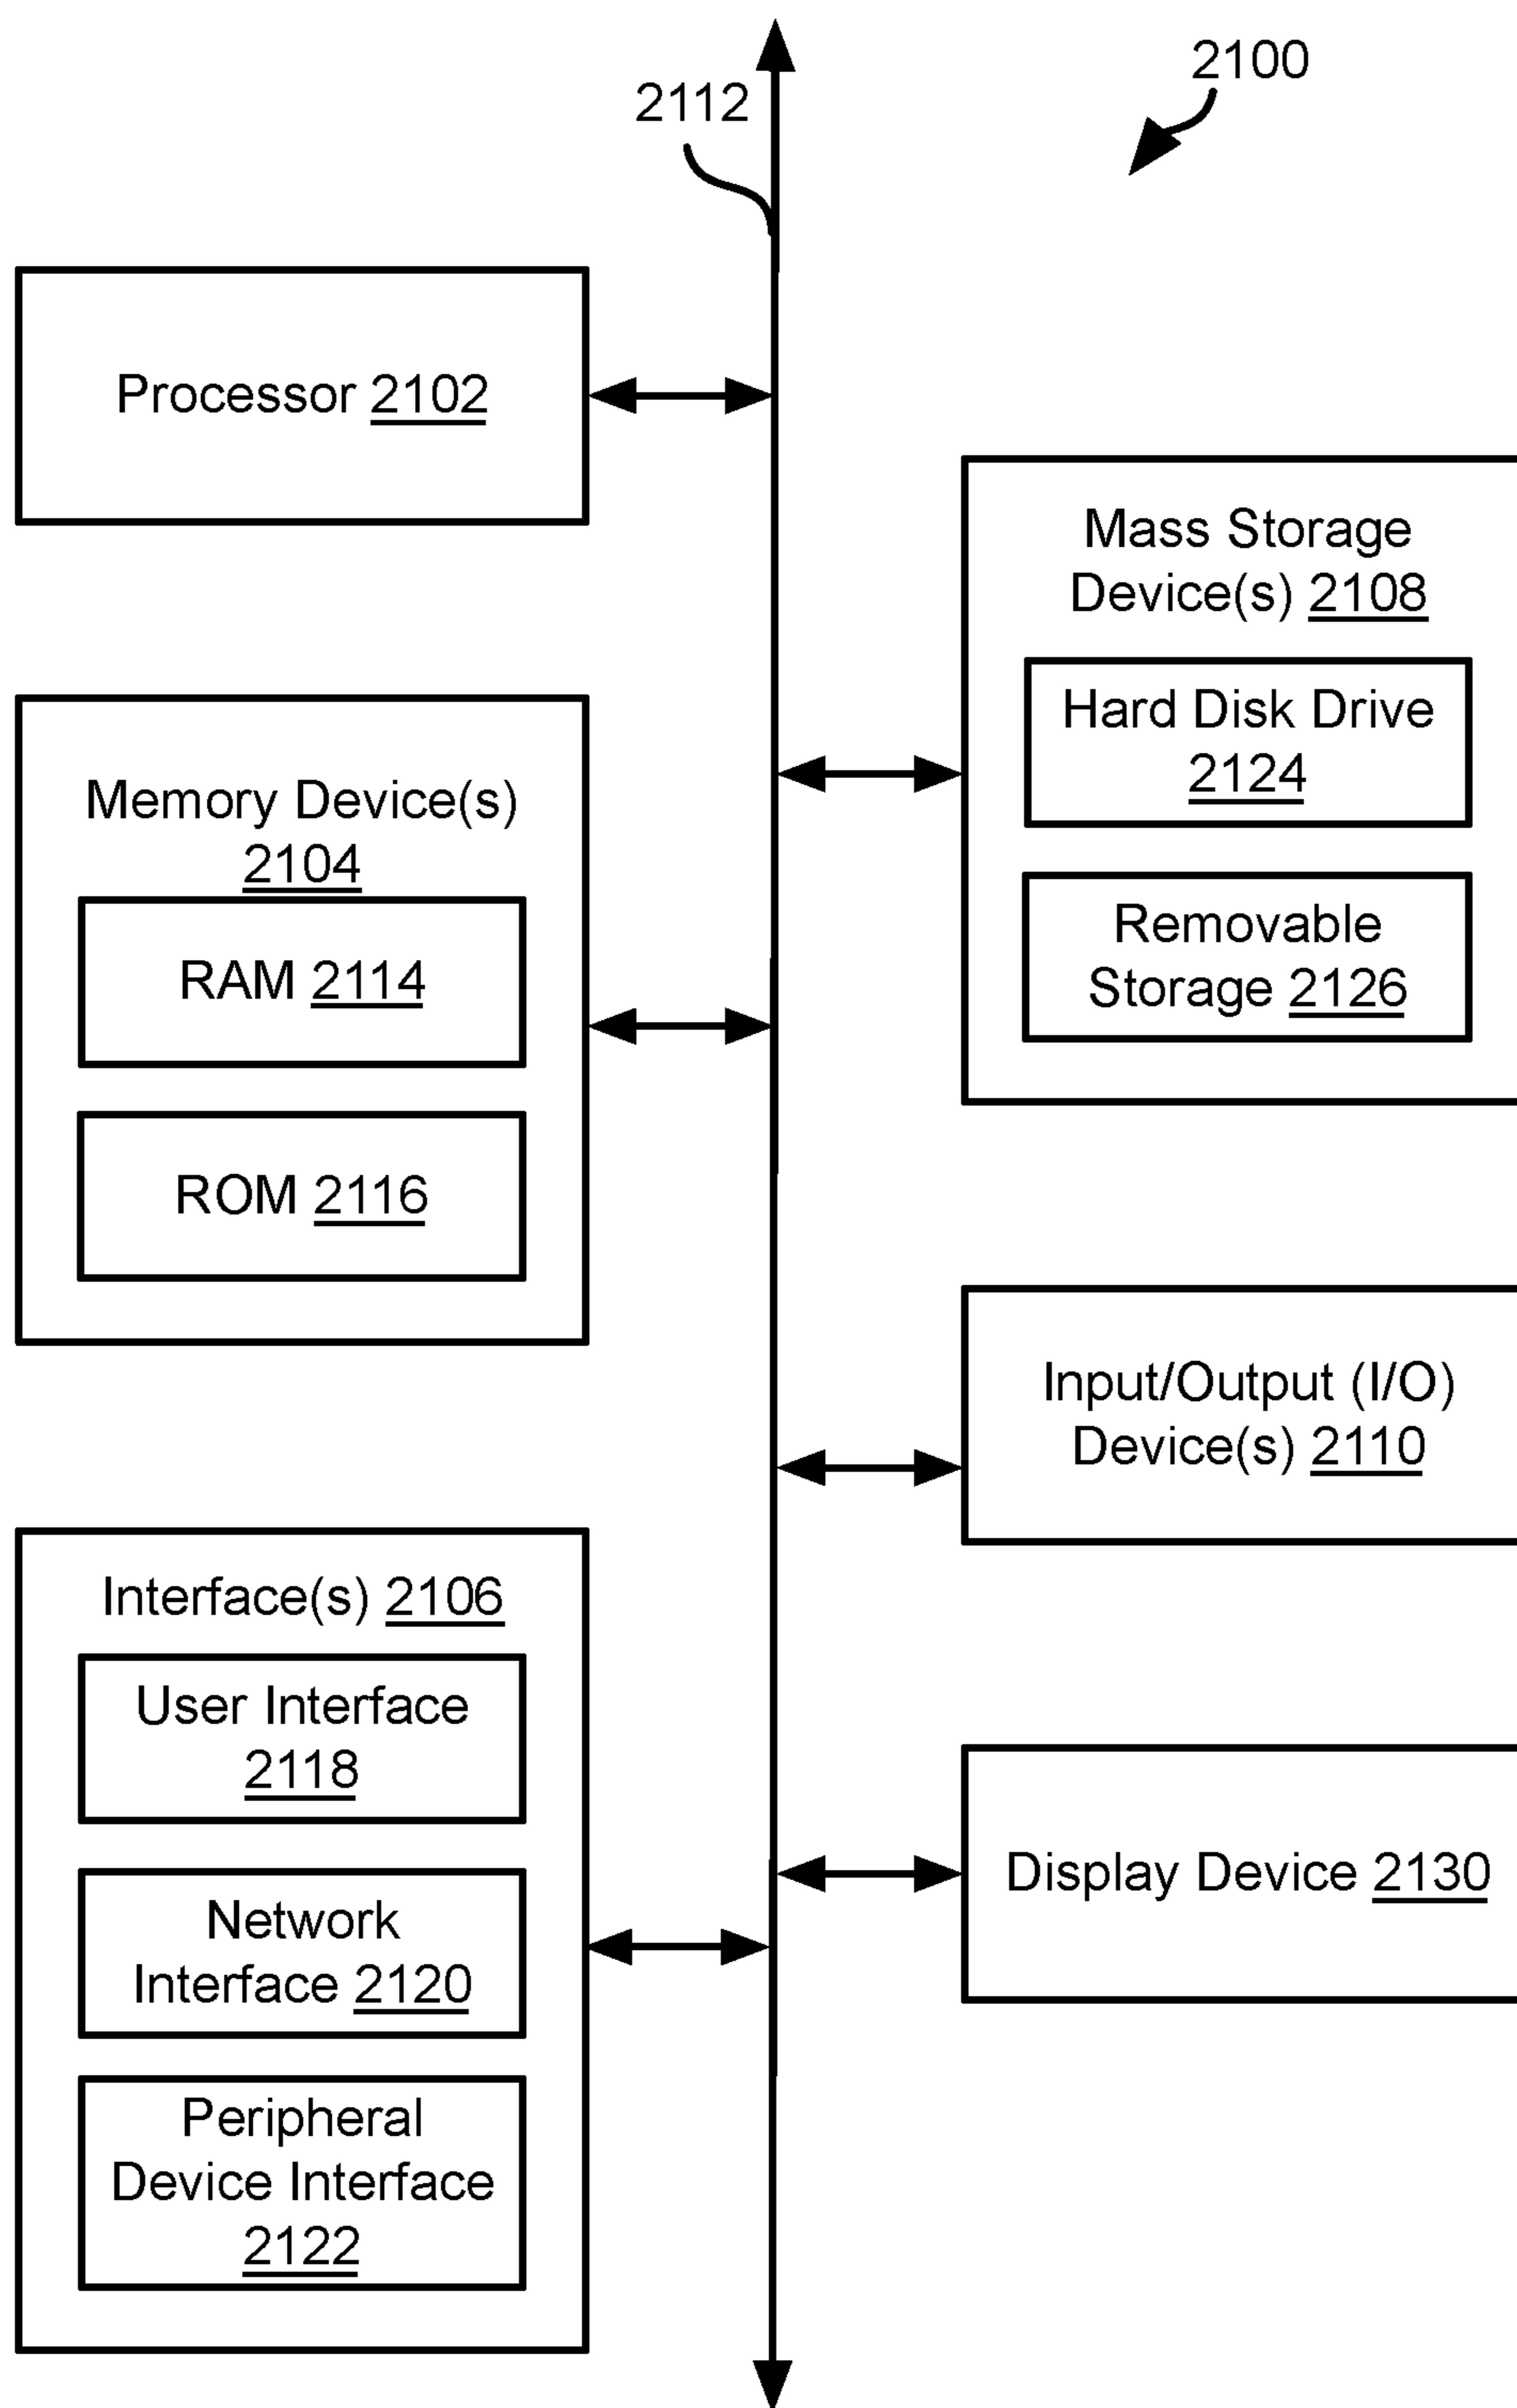 2100
2112
Processor 2102
Mass Storage
Device(s) 2108
Hard Disk Drive
2124
Removable
Storage 2126
Memory Device(s)
2104
RAM 2114
ROM 2116
Input/Output (I/O)
Device(s) 2110
Interface(s) 2106
User Interface
2118
Network
Interface 2120
Peripheral
Device Interface
2122
Display Device 2130